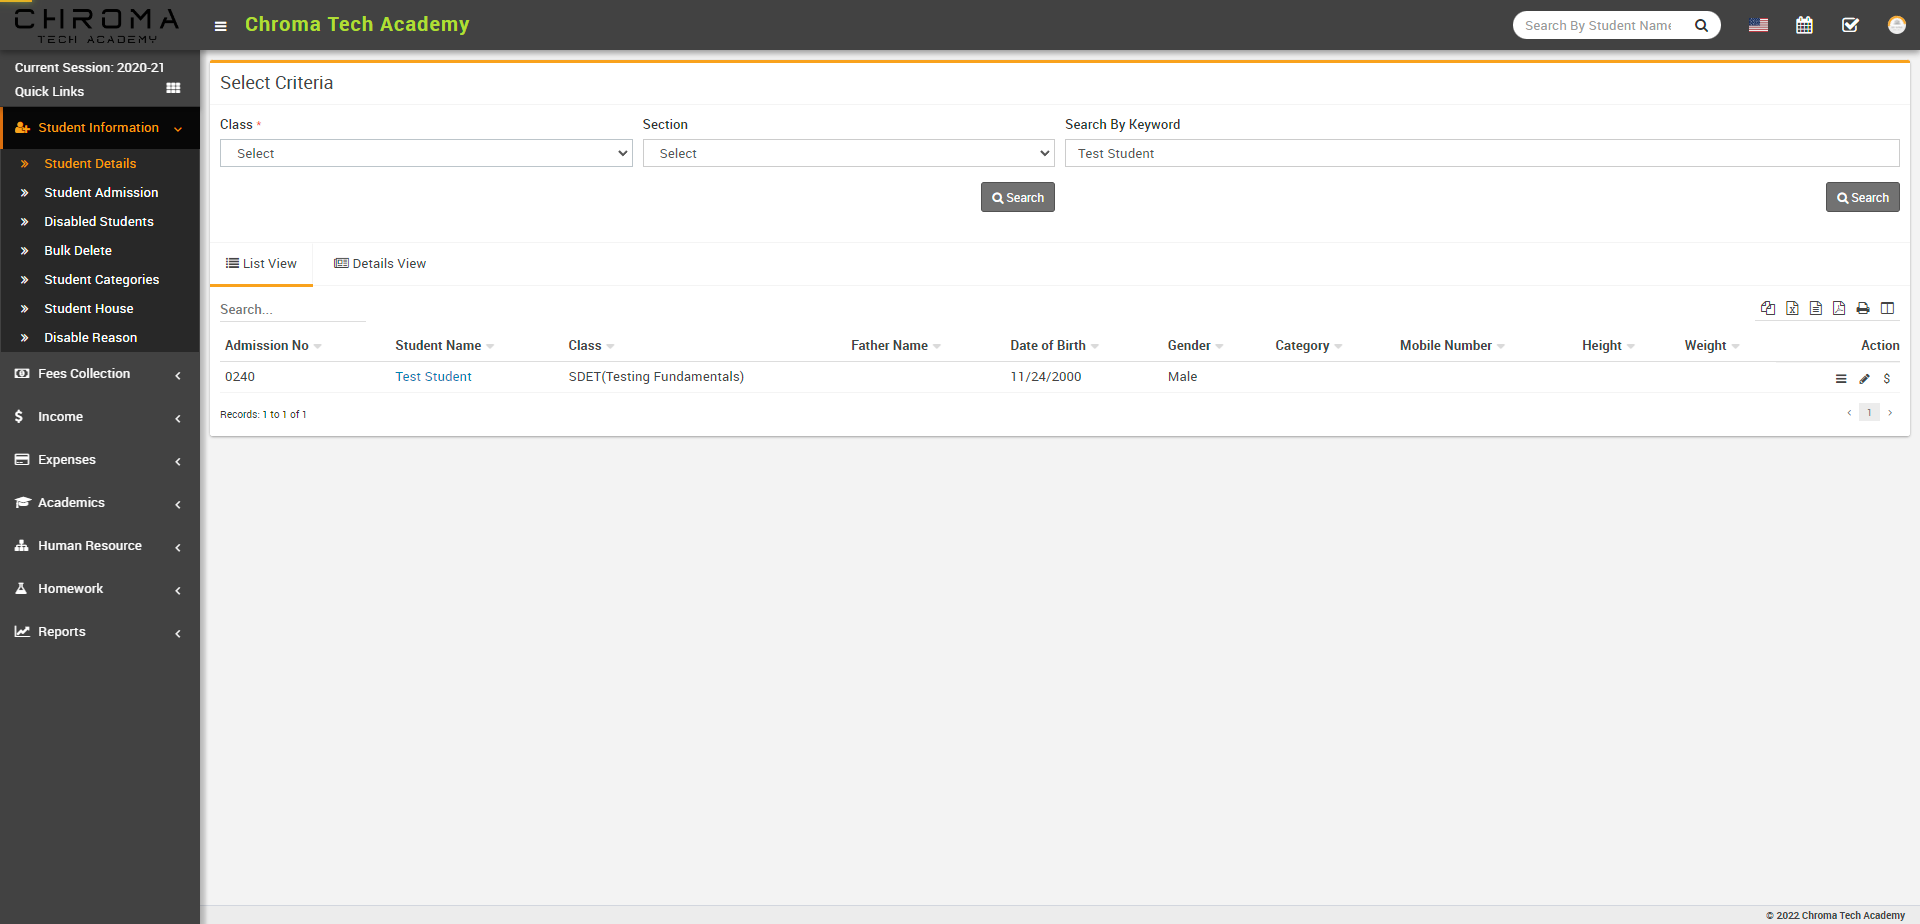 CHROMA
TECH ACADEMY
Chroma Tech Academy
Search By Student Name
Current Session: 2020-21
Quick Links
Student Information
Student Details
Student Admission
Disabled Students
Bulk Delete
Student Categories
Student House
Disable Reason
Fees Collection
Income
Expenses
Academics
Human Resource
Homework
Reports
Select Criteria
Class *
Section
Search By Keyword
Select
Select
Test Student
Search
Search
List View
Details View
Search...
Admission No Student Name Class Father Name Date of Birth Gender Category Mobile Number Height Weight Action
0240 Test Student SDET(Testing Fundamentals) 11/24/2000 Male
Records: 1 to 1 of 1
1
© 2022 Chroma Tech Academy